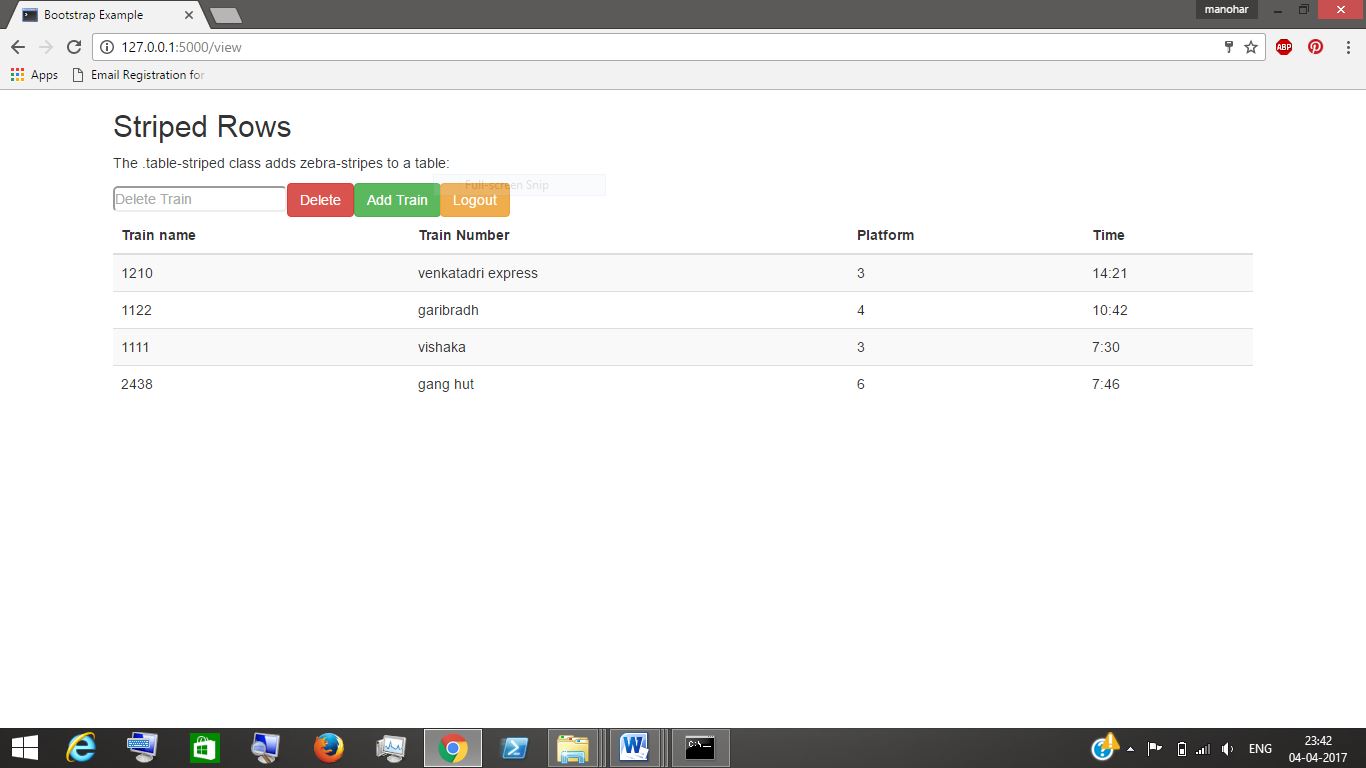 Bootstrap Example
manohar
127.0.0.1:5000/view
ABP
Apps Email Registration for
Striped Rows
The .table-striped class adds zebra-stripes to a table:
Full-screen Snip
Delete Train Delete Add Train Logout
Train name Train Number Platform Time
1210 venkatadri express 3 14:21
1122 garibradh 4 10:42
1111 vishaka 3 7:30
2438 gang hut 6 7:46
ENG
23:42
04-04-2017